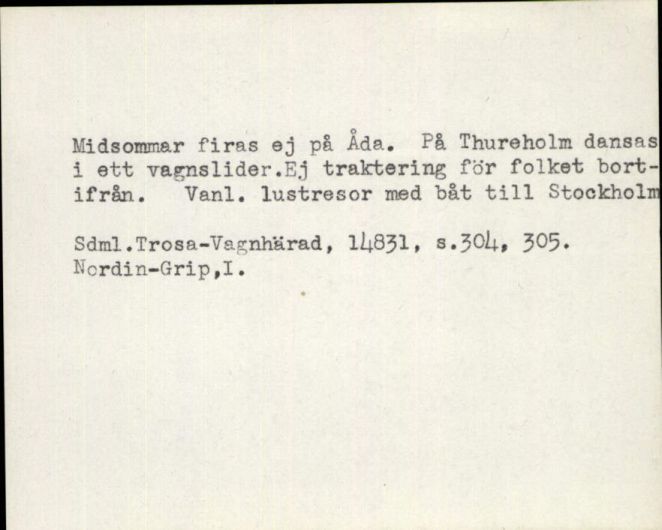 Midsommar firas ej på Åda. På Thureholm dansas
i ett vagnslider.Ej traktering för folket bort-
ifrån. Vanl. lustresor med båt till Stockholm
Sdml.Trosa-Vagnhärad, 14831, s.304, 305.
Nordin-Grip,I.